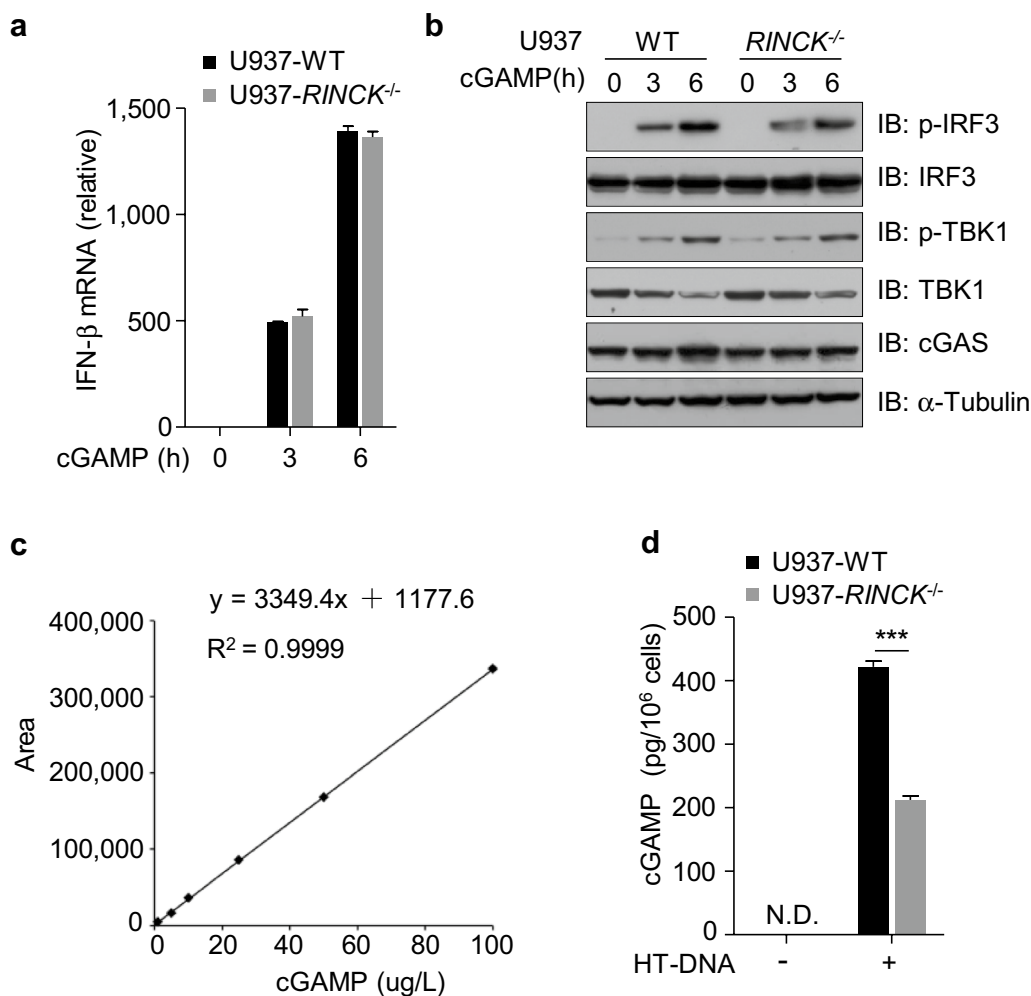 a
U937-WT
U937-RINCK-/-
1,500
1,000
500
0
IFN-β mRNA (relative)
cGAMP (h) 0 3 6
b
U937 WT RINCK-/-
cGAMP(h) 0 3 6 0 3 6
IB: p-IRF3
IB: IRF3
IB: p-TBK1
IB: TBK1
IB: cGAS
IB: α-Tubulin
c
y = 3349.4x + 1177.6
R2 = 0.9999
400,000
300,000
200,000
100,000
0
Area
0 20 40 60 80 100
cGAMP (ug/L)
d
U937-WT
U937-RINCK-/-
500
400
300
200
100
0
cGAMP (pg/106 cells)
***
N.D.
HT-DNA - +